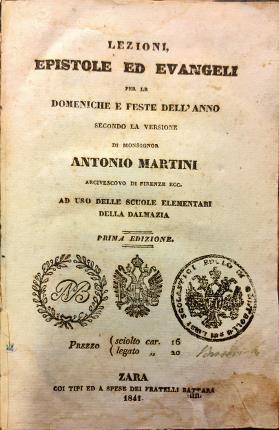 LEZIONI,
EPISTOLE ED EVANGELI
PER LE
DOMENICHE E FESTE DELL'ANNO
SECONDO LA VERSIONE
DI MONSIGNOR
ANTONIO MARTINI
ARCIVESCOVO DI FIRENZE ECC.
AD USO DELLE SCUOLE ELEMENTARI
DELLA DALMAZIA
PRIMA EDIZIONE.
Prezzo { sciolto car. 16
legato „ 20
ZARA
COI TIPI ED A SPESE DEI FRATELLI BATTARA
1841.